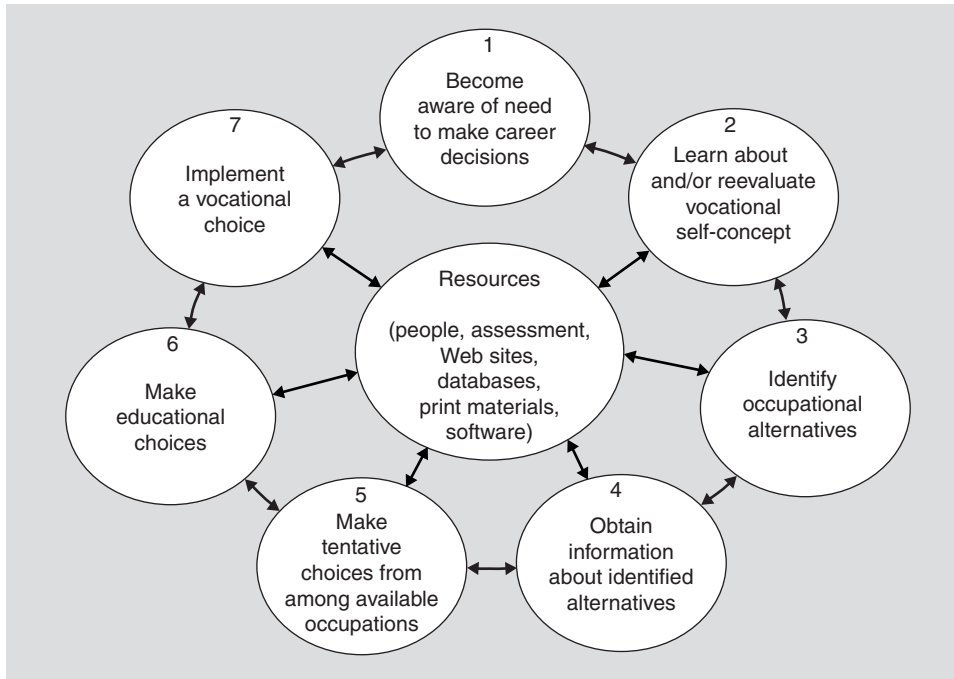 1
Become
aware of need
to make career
decisions
2
Learn about
and/or reevaluate
vocational
self-concept
3
Identify
occupational
alternatives
4
Obtain
information
about identified
alternatives
5
Make
tentative
choices from
among available
occupations
6
Make
educational
choices
7
Implement
a vocational
choice
Resources
(people, assessment,
Web sites,
databases,
print materials,
software)